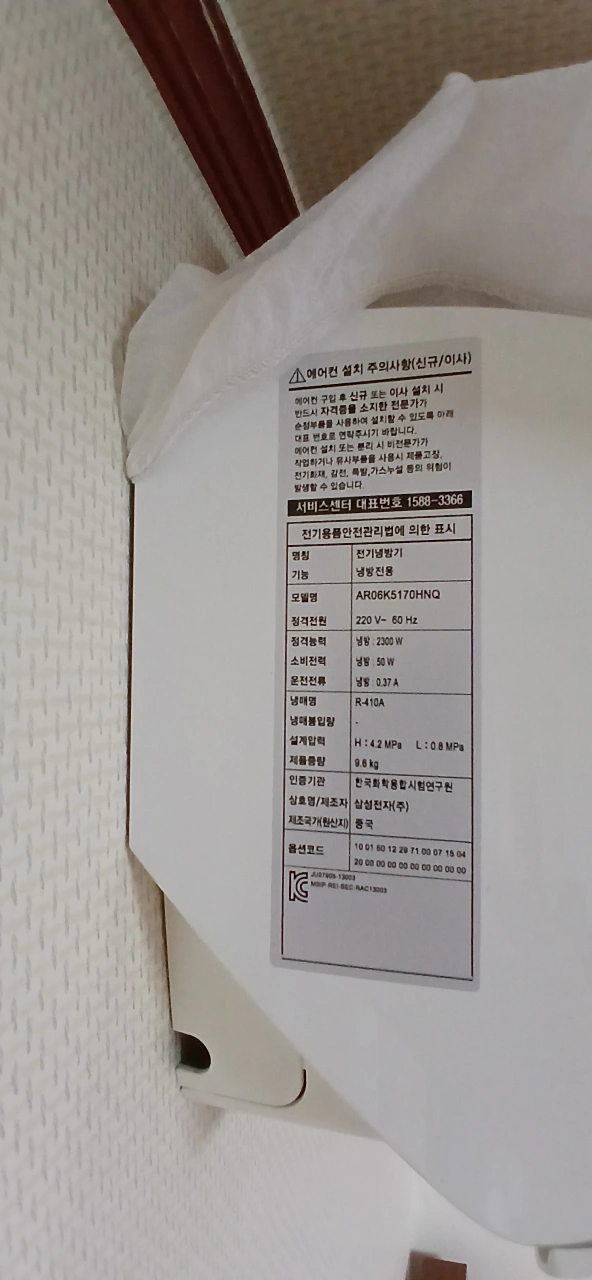 ⚠에어컨 설치 주의사항(신규/이사)
에어컨 구입 후 신규 또는 이사 설치 시
반드시 자격증을 소지한 전문가가
순정부품을 사용하여 설치할 수 있도록 아래
대표 번호로 연락주시기 바랍니다.
에어컨 설치 또는 분리 시 비전문가가
작업하거나 유사부품을 사용시 제품고장,
전기화재, 감전, 폭발,가스누설 등의 위험이
발생할 수 있습니다.
서비스센터 대표번호 1588-3366
전기용품안전관리법에 의한 표시
명칭 전기냉방기
기능 냉방전용
모델명 AR06K5170HNQ
정격전원 220 V~ 60 Hz
정격능력 냉방 : 2300 W
소비전력 냉방 : 50 W
운전전류 냉방 : 0.37 A
냉매명 R-410A
냉매봉입량 -
설계압력 H : 4.2 MPa L : 0.8 MPa
제품중량 9.6 kg
인증기관 한국화학융합시험연구원
상호명/제조자 삼성전자(주)
제조국가(원산지) 중국
옵션코드 10 01 50 12 29 71 00 07 15 04
20 00 00 00 00 00 00 00 00 00
JU07909-13003
MSIP-REI-SEC-RAC13003